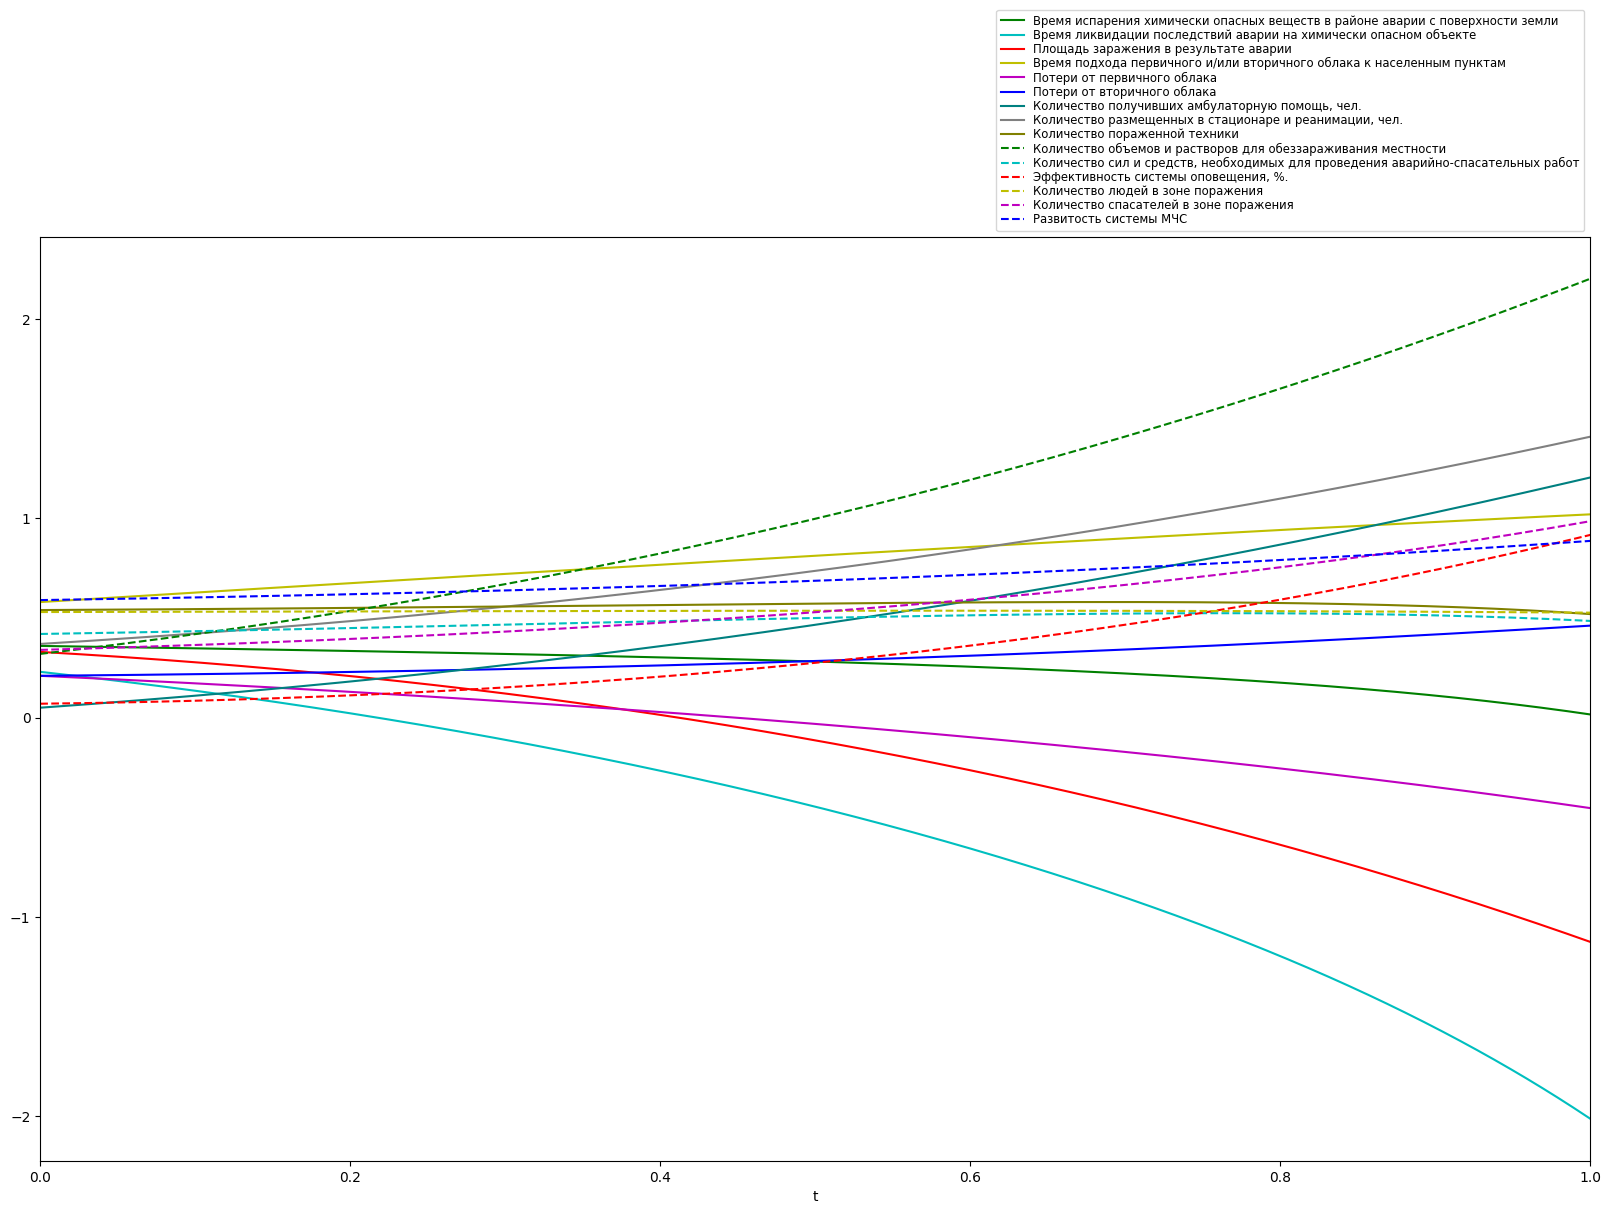 Время испарения химически опасных веществ в районе аварии с поверхности земли
Время ликвидации последствий аварии на химически опасном объекте
Площадь заражения в результате аварии
Время подхода первичного и/или вторичного облака к населенным пунктам
Потери от первичного облака
Потери от вторичного облака
Количество получивших амбулаторную помощь, чел.
Количество размещенных в стационаре и реанимации, чел.
Количество пораженной техники
Количество объемов и растворов для обеззараживания местности
Количество сил и средств, необходимых для проведения аварийно-спасательных работ
Эффективность системы оповещения, %.
Количество людей в зоне поражения
Количество спасателей в зоне поражения
Развитость системы МЧС
2
1
0
−1
−2
0.0 0.2 0.4 0.6 0.8 1.0
t